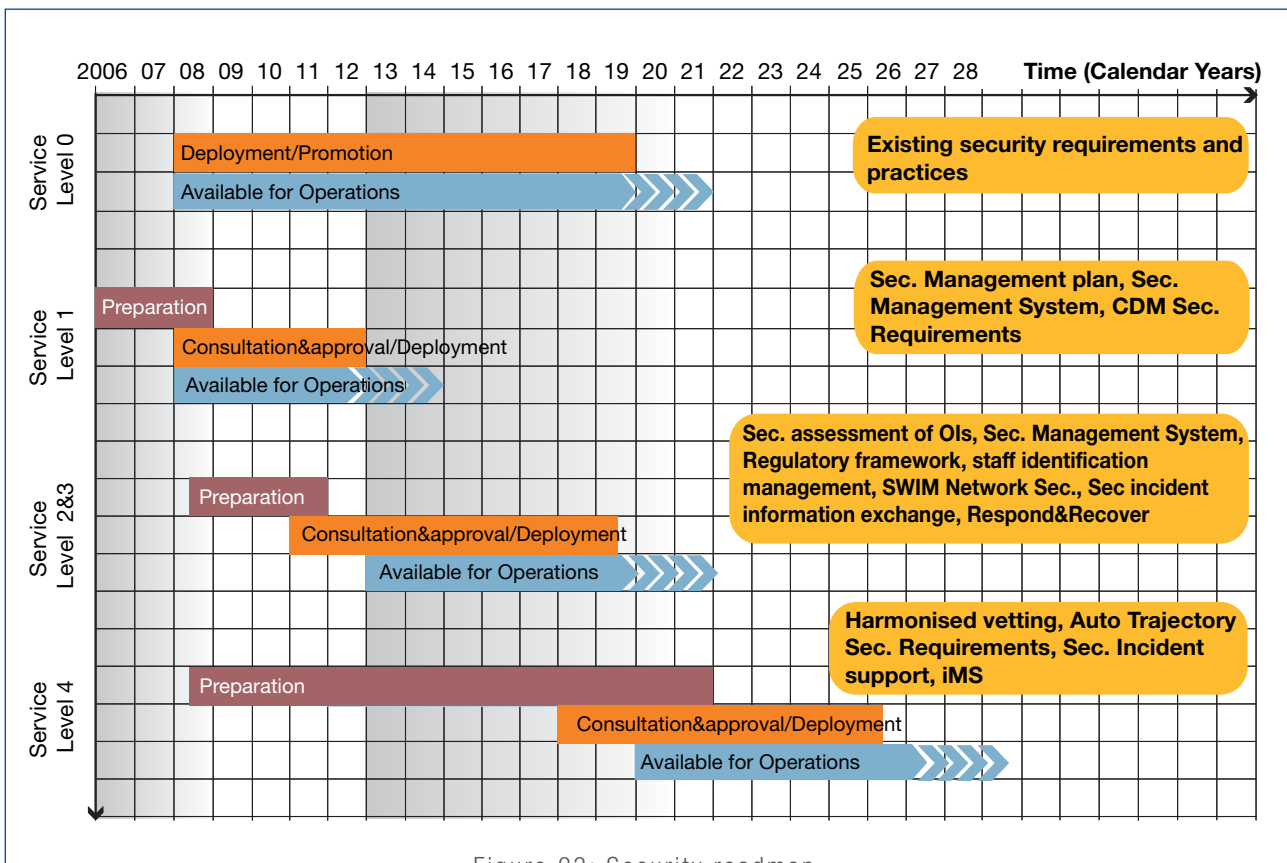 2006 07 08 09 10 11 12 13 14 15 16 17 18 19 20 21 22 23 24 25 26 27 28 Time (Calendar Years)
Service
Level 0
Deployment/Promotion
Available for Operations
Existing security requirements and
practices
Service
Level 1
Preparation
Consultation&approval/Deployment
Available for Operations
Sec. Management plan, Sec.
Management System, CDM Sec.
Requirements
Service
Level 2&3
Preparation
Consultation&approval/Deployment
Available for Operations
Sec. assessment of OIs, Sec. Management System,
Regulatory framework, staff identification
management, SWIM Network Sec., Sec incident
information exchange, Respond&Recover
Service
Level 4
Preparation
Consultation&approval/Deployment
Available for Operations
Harmonised vetting, Auto Trajectory
Sec. Requirements, Sec. Incident
support, iMS
Security roadmap